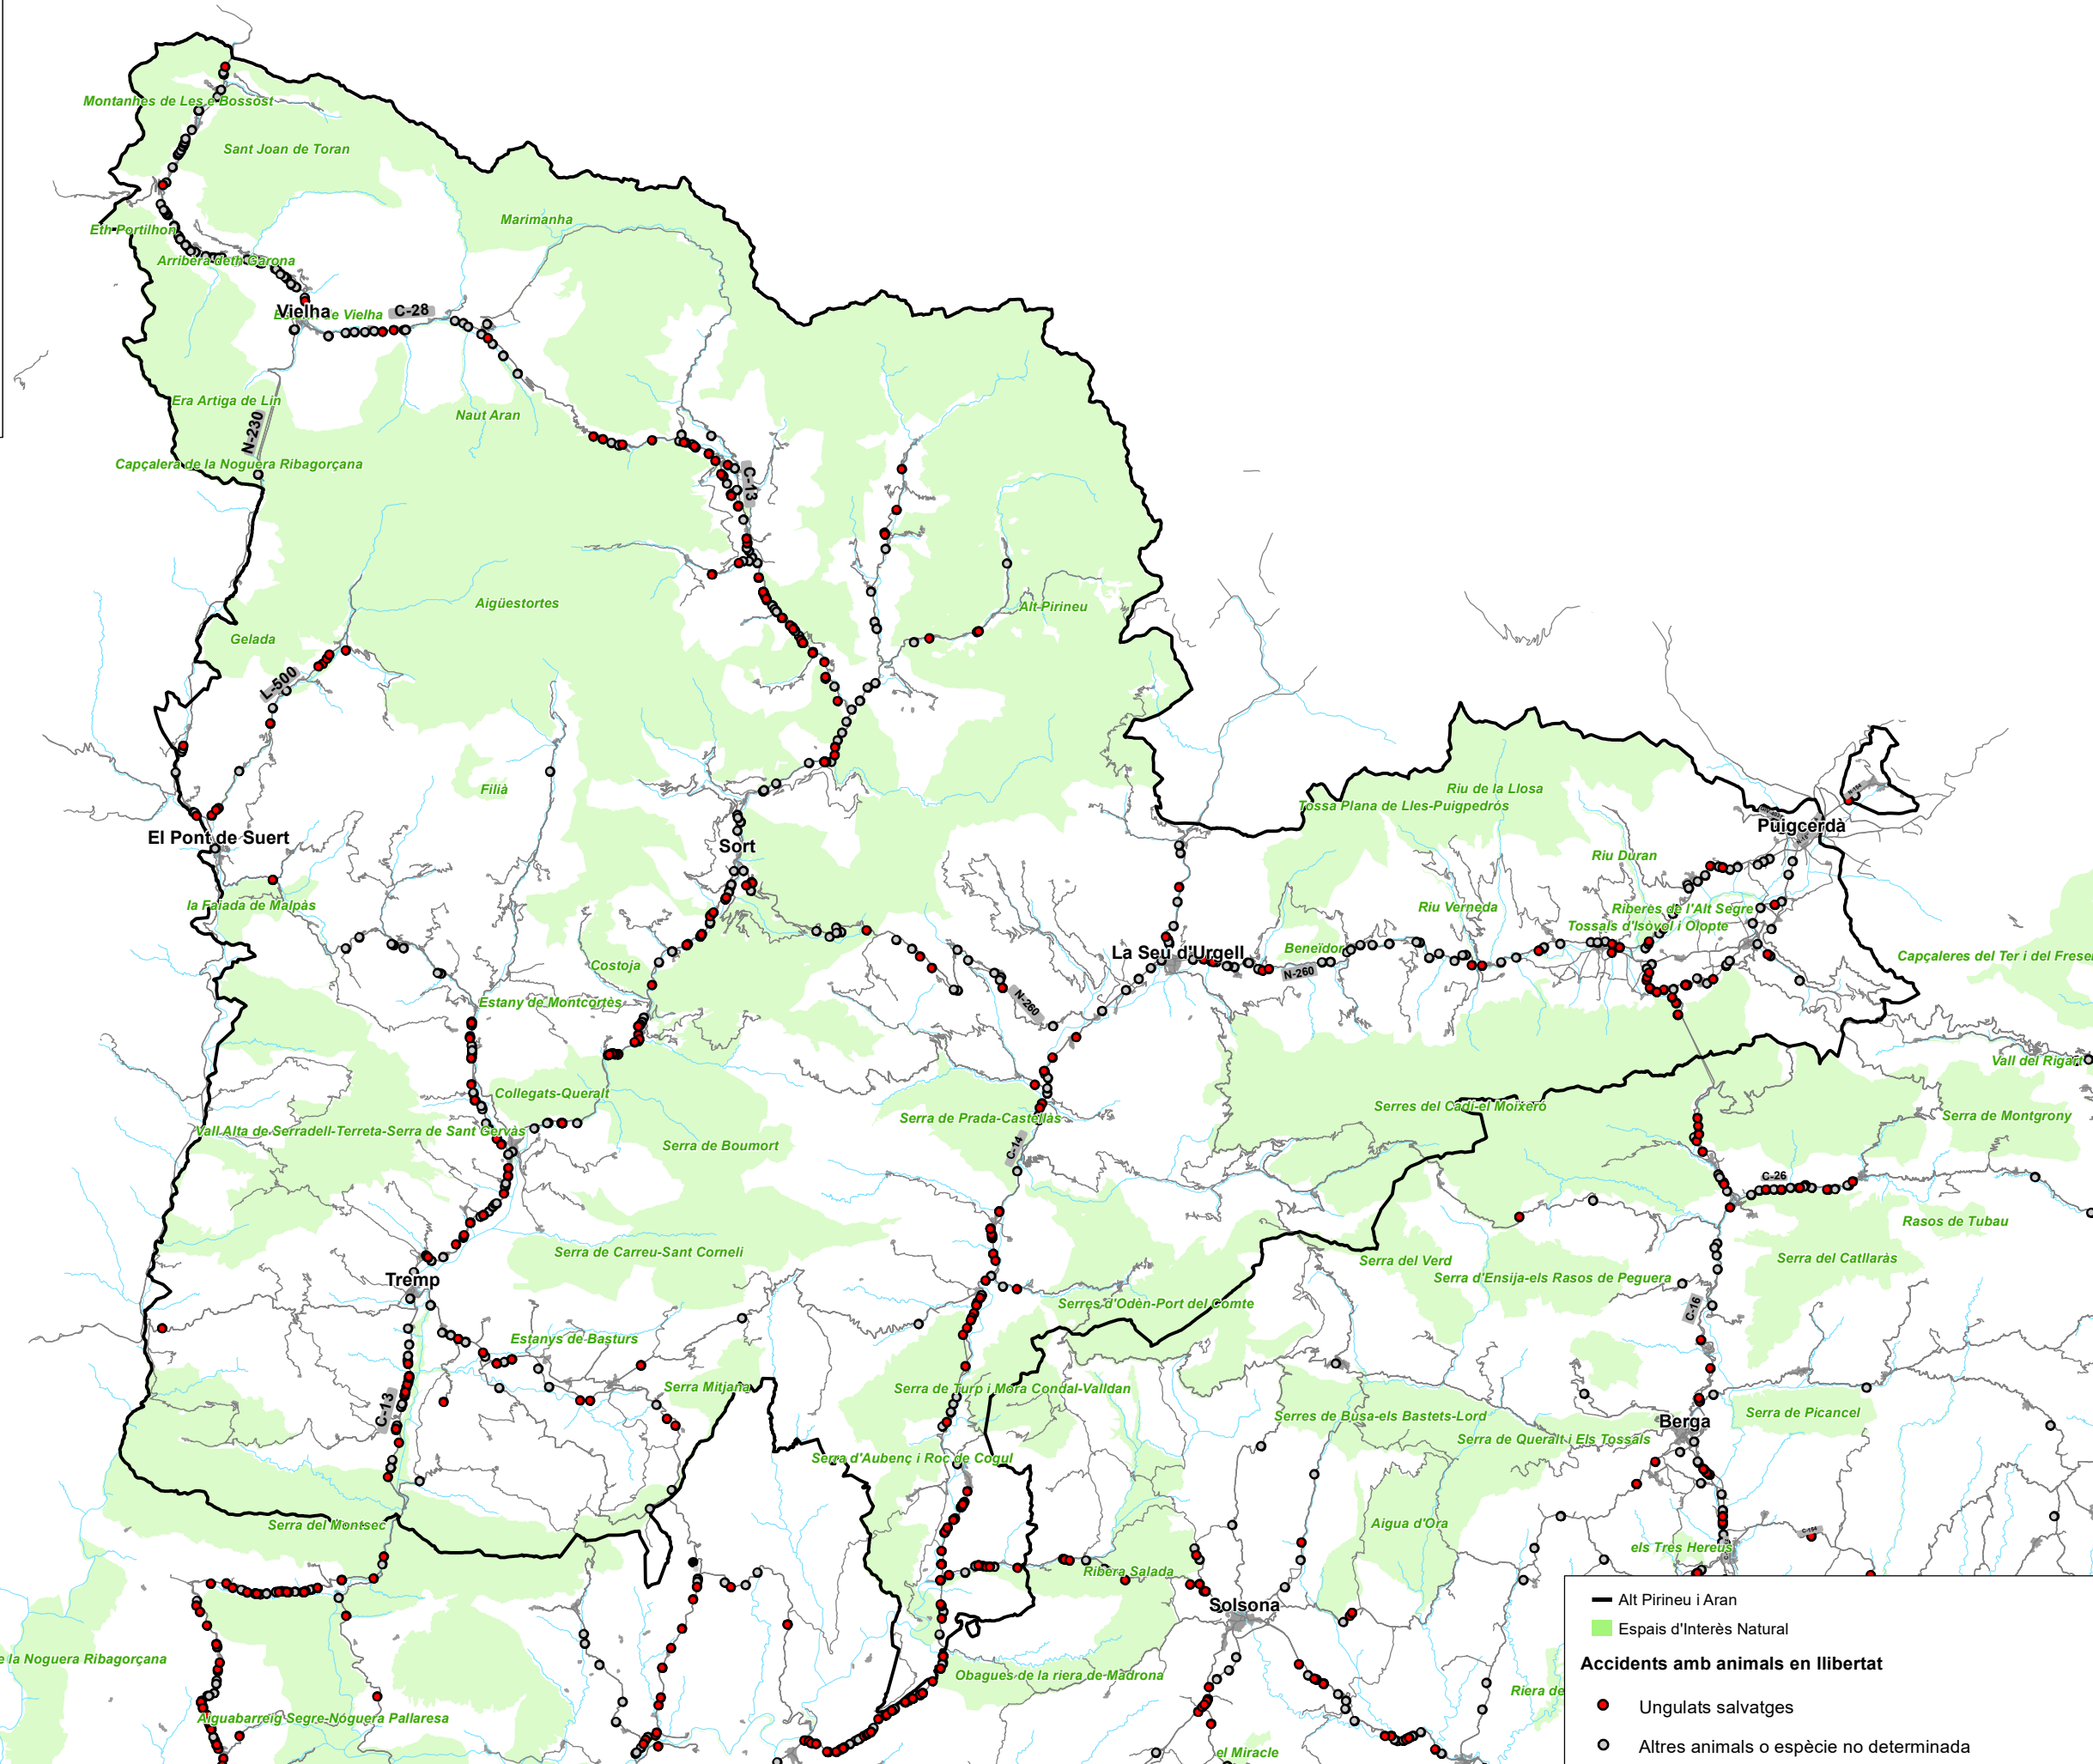 Montanhes de Les e Bossòst
Sant Joan de Toran
Marimanha
Eth Portilhon
Arribèra deth Garona
Vielha
de Vielha
C-28
Era Artiga de Lin
Naut Aran
N-230
Capçalera de la Noguera Ribagorçana
C-13
Aigüestortes
Alt Pirineu
Gelada
L-500
Filià
Riu de la Llosa
Tossa Plana de Lles-Puigpedrós
Puigcerdà
El Pont de Suert
Sort
Riu Duran
la Faiada de Malpàs
Riu Verneda
Riberes de l'Alt Segre
Tossals d'Isòvol i Olopte
La Seu d'Urgell
Beneïdor
Capçaleres del Ter i del Freser
Costoja
N-260
Estany de Montcortès
N-260
Vall del Rigart
Collegats-Queralt
Serra de Prada-Castellàs
Serres del Cadí-el Moixeró
Serra de Montgrony
Vall Alta de Serradell-Terreta-Serra de Sant Gervàs
Serra de Boumort
C-14
C-26
Rasos de Tubau
Serra de Carreu-Sant Corneli
Serra del Verd
Serra del Catllaràs
Tremp
Serra d'Ensija-els Rasos de Peguera
Serres d'Odèn-Port del Comte
C-16
Estanys de Basturs
Serra Mitjana
Serra de Turp i Mora Condal-Valldan
C-13
Serres de Busa-els Bastets-Lord
Serra de Picancel
Berga
Serra de Queralt i Els Tossals
Serra d'Aubenç i Roc de Cogul
Serra del Montsec
Aigua d'Ora
C-154
els Tres Hereus
Ribera Salada
Solsona
e la Noguera Ribagorçana
Obagues de la riera de Madrona
Riera de
Aiguabarreig Segre-Noguera Pallaresa
el Miracle
Alt Pirineu i Aran
Espais d'Interès Natural
Accidents amb animals en llibertat
Ungulats salvatges
Altres animals o espècie no determinada